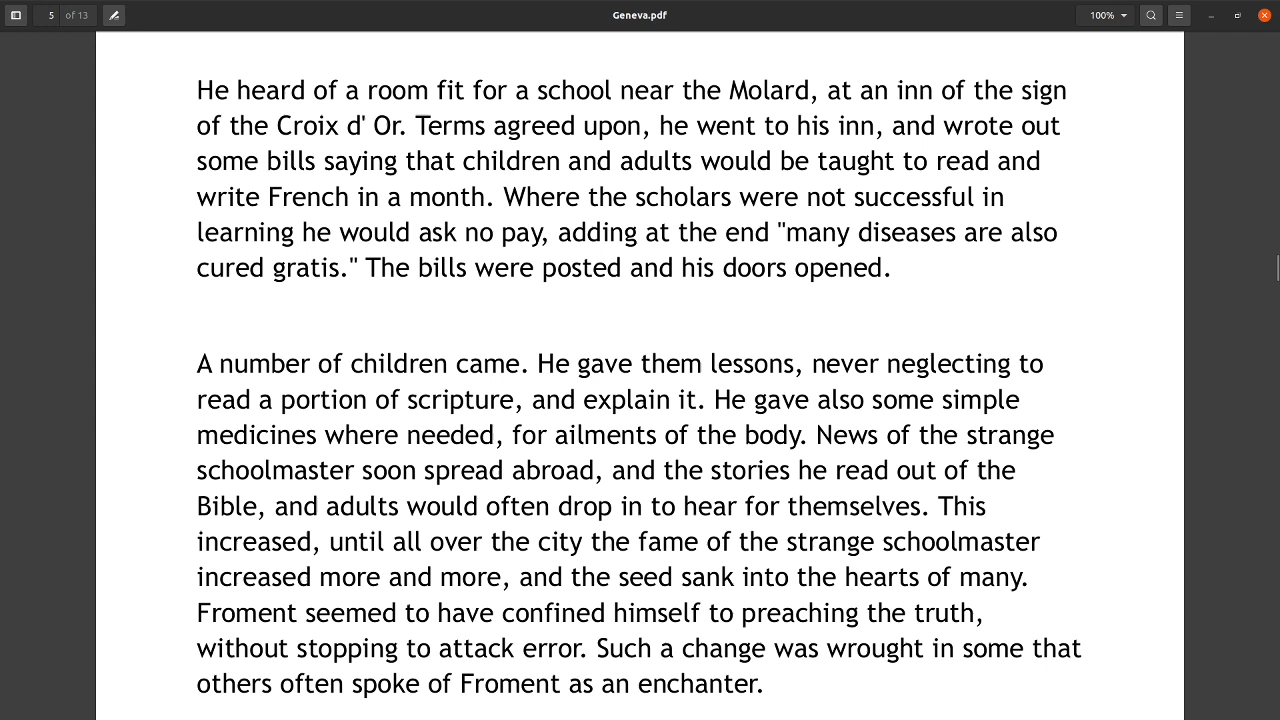 5 of 13
Geneva.pdf
100%
He heard of a room fit for a school near the Molard, at an inn of the sign
of the Croix d' Or. Terms agreed upon, he went to his inn, and wrote out
some bills saying that children and adults would be taught to read and
write French in a month. Where the scholars were not successful in
learning he would ask no pay, adding at the end "many diseases are also
cured gratis." The bills were posted and his doors opened.
A number of children came. He gave them lessons, never neglecting to
read a portion of scripture, and explain it. He gave also some simple
medicines where needed, for ailments of the body. News of the strange
schoolmaster soon spread abroad, and the stories he read out of the
Bible, and adults would often drop in to hear for themselves. This
increased, until all over the city the fame of the strange schoolmaster
increased more and more, and the seed sank into the hearts of many.
Froment seemed to have confined himself to preaching the truth,
without stopping to attack error. Such a change was wrought in some that
others often spoke of Froment as an enchanter.